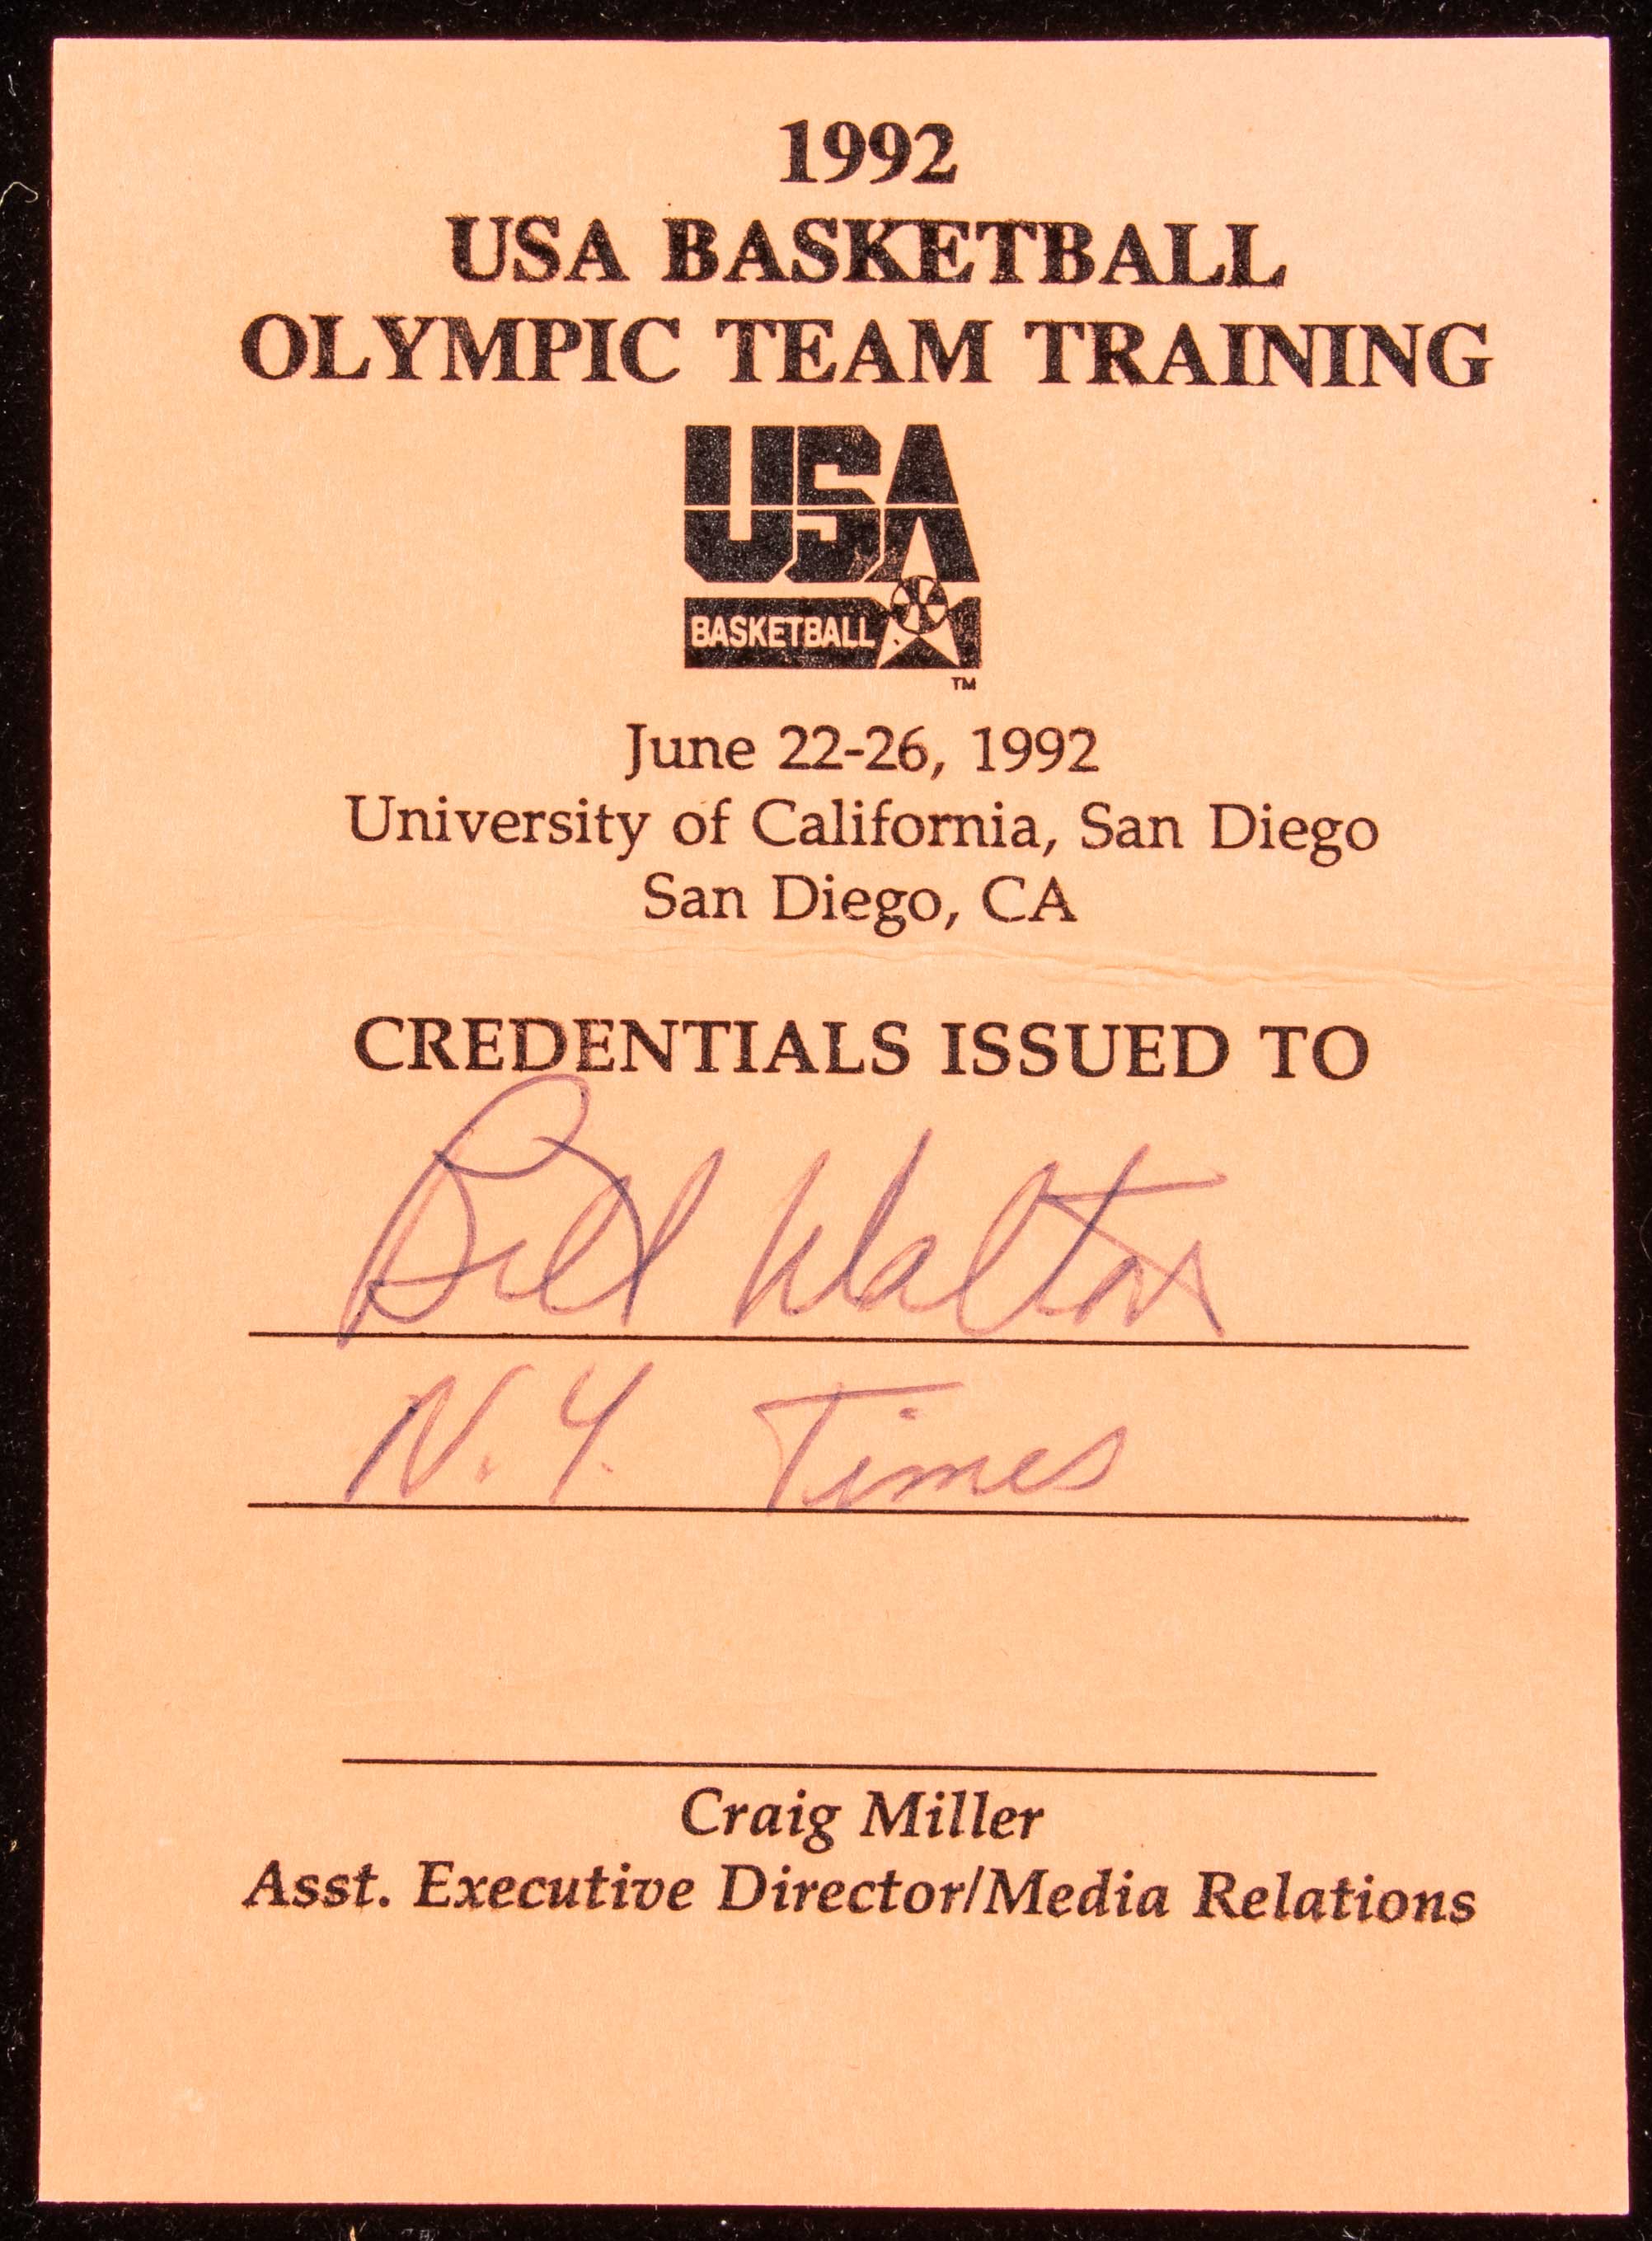 1992
USA BASKETBALL
OLYMPIC TEAM TRAINING
USA
BASKETBALL
TM
June 22-26, 1992
University of California, San Diego
San Diego, CA
CREDENTIALS ISSUED TO
Bill Walton
N.Y. Times
Craig Miller
Asst. Executive Director/Media Relations